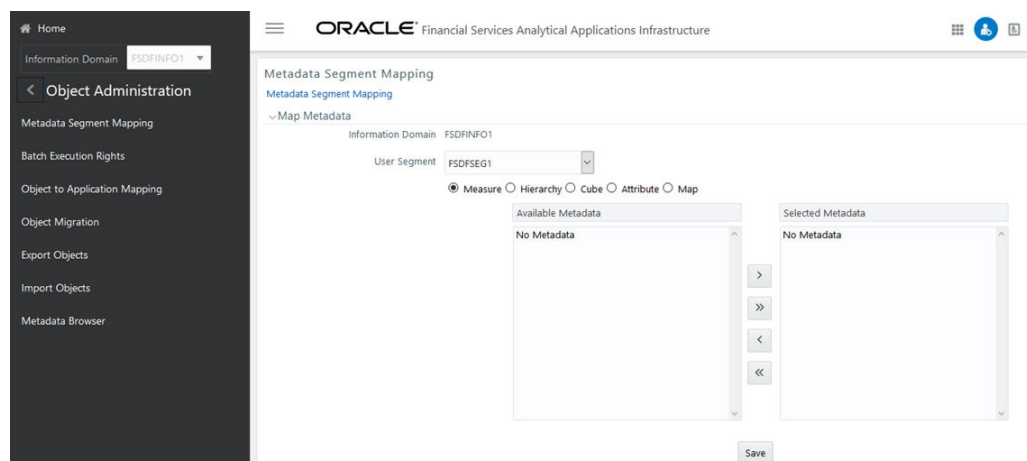 Home
ORACLE® Financial Services Analytical Applications Infrastructure
Information Domain FSDFINFO1
Object Administration
Metadata Segment Mapping
Batch Execution Rights
Object to Application Mapping
Object Migration
Export Objects
Import Objects
Metadata Browser
Metadata Segment Mapping
Metadata Segment Mapping
Map Metadata
Information Domain FSDFINFO1
User Segment FSDFSEG1
Measure Hierarchy Cube Attribute Map
Available Metadata Selected Metadata
No Metadata No Metadata
>
»
<
«
Save